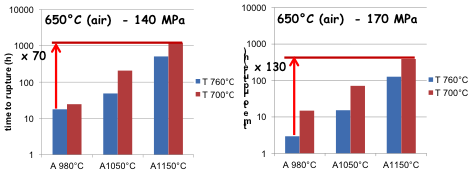 650°C (air) - 140 MPa
time to rupture (h)
10000
1000
100
10
1
x 70
T 760°C
T 700°C
A 980°C
A1050°C
A1150°C
650°C (air) - 170 MPa
10000
1000
100
10
1
x 130
T 760°C
T 700°C
A 980°C
A1050°C
A1150°C